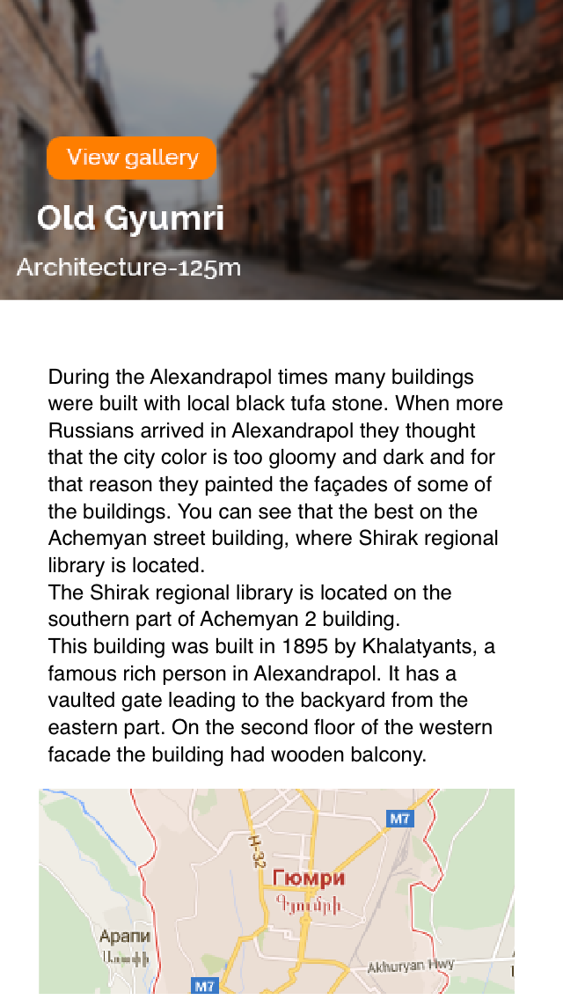 View gallery
Old Gyumri
Architecture-125m
During the Alexandrapol times many buildings
were built with local black tufa stone. When more
Russians arrived in Alexandrapol they thought
that the city color is too gloomy and dark and for
that reason they painted the façades of some of
the buildings. You can see that the best on the
Achemyan street building, where Shirak regional
library is located.
The Shirak regional library is located on the
southern part of Achemyan 2 building.
This building was built in 1895 by Khalatyants, a
famous rich person in Alexandrapol. It has a
vaulted gate leading to the backyard from the
eastern part. On the second floor of the western
facade the building had wooden balcony.
M7
H-32
Гюмри
Գյումրի
Арапи
Առափի
Akhuryan Hwy
M7